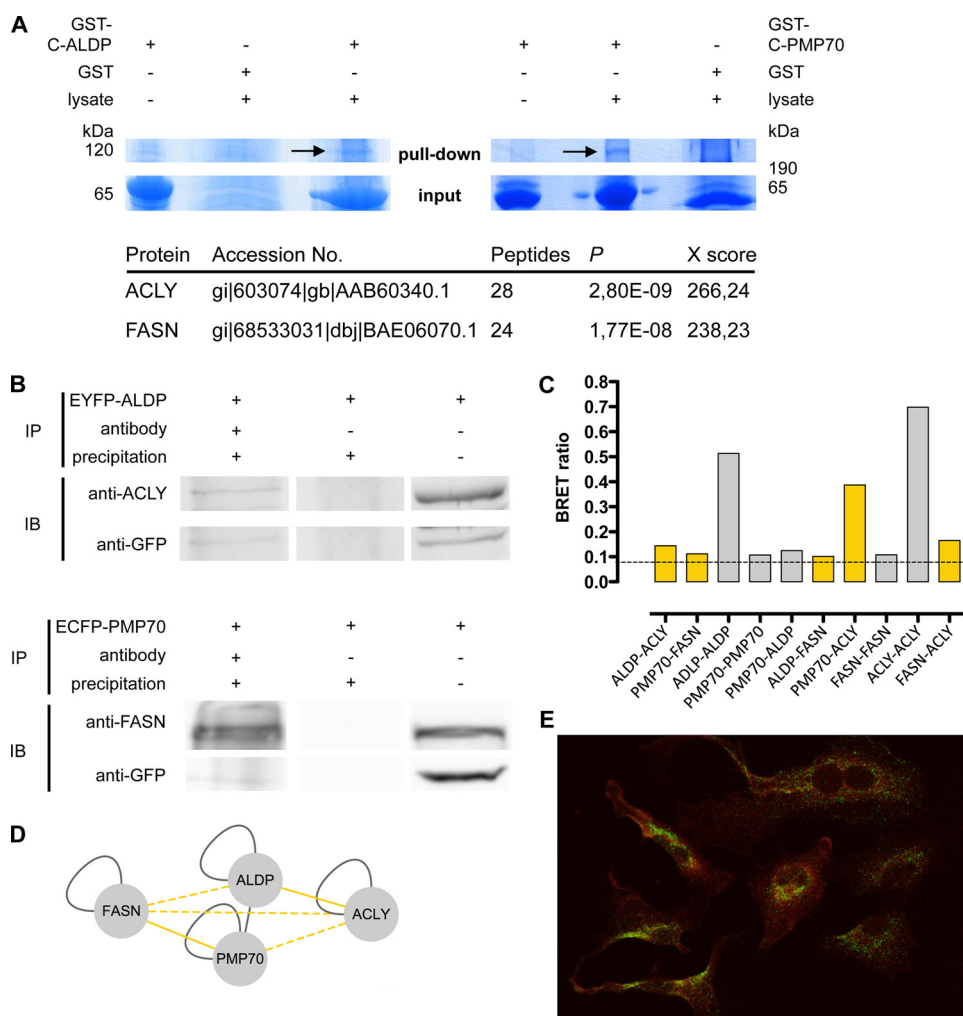 A
GST-
C-ALDP + - + + + - GST-
C-PMP70
GST - + - - - + GST
lysate - + + - + + lysate
kDa kDa
120 pull-down 190
65 input 65
Protein Accession No. Peptides P X score
ACLY gi|603074|gb|AAB60340.1 28 2,80E-09 266,24
FASN gi|68533031|dbj|BAE06070.1 24 1,77E-08 238,23
B
IP
EYFP-ALDP + + +
antibody + - -
precipitation + + -
IB
anti-ACLY
anti-GFP
IP
ECFP-PMP70 + + +
antibody + - -
precipitation + + -
IB
anti-FASN
anti-GFP
C
BRET ratio
0.8
0.7
0.5
0.5
0.4
0.3
0.2
0.1
0.0
ALDP-ACLY
PMP70-FASN
ADLP-ALDP
PMP70-PMP70
PMP70-ALDP
ALDP-FASN
PMP70-ACLY
FASN-FASN
ACLY-ACLY
FASN-ACLY
D
FASN
ALDP
ACLY
PMP70
E